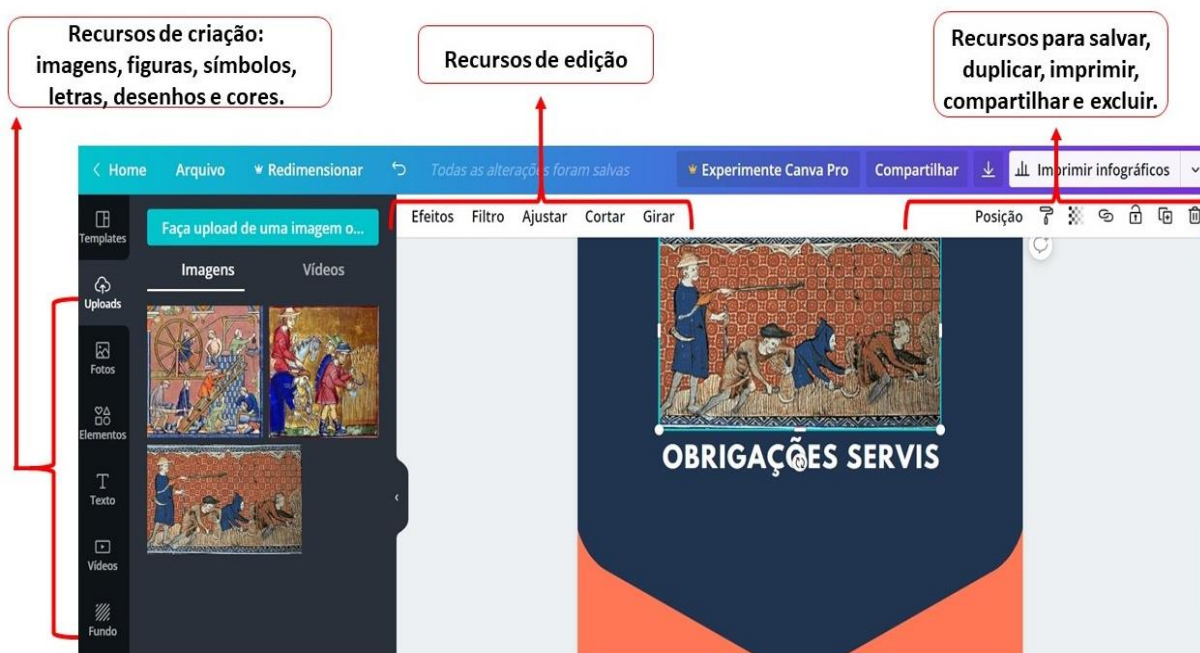 Recursos de criação:
imagens, figuras, símbolos,
letras, desenhos e cores.
Recursos de edição
Recursos para salvar,
duplicar, imprimir,
compartilhar e excluir.
Home Arquivo Redimensionar Todas as alterações foram salvas Experimente Canva Pro Compartilhar Imprimir infográficos
Templates
Uploads
Fotos
Elementos
Texto
Vídeos
Fundo
Faça upload de uma imagem o...
Imagens Vídeos
Efeitos Filtro Ajustar Cortar Girar Posição
OBRIGAÇÕES SERVIS